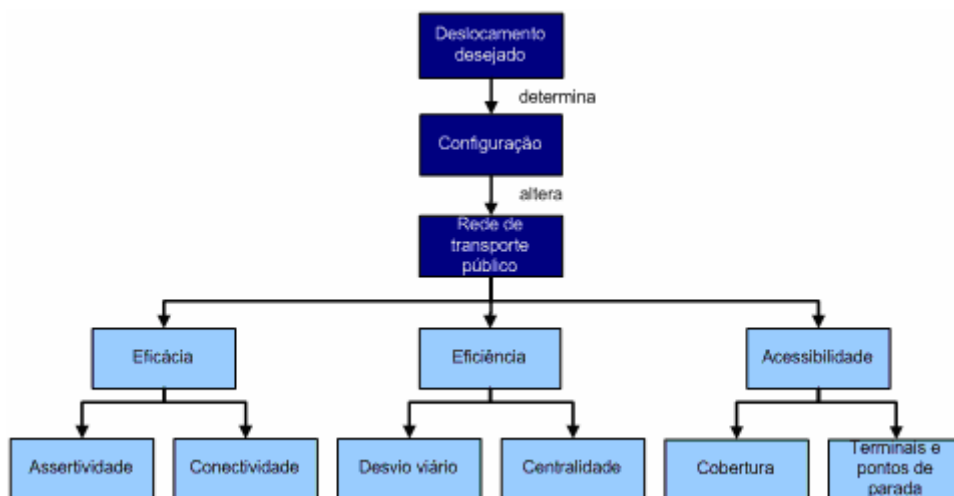 Deslocamento
desejado
determina
Configuração
altera
Rede de
transporte
público
Eficácia
Eficiência
Acessibilidade
Assertividade
Conectividade
Desvio viário
Centralidade
Cobertura
Terminais e
pontos de
parada